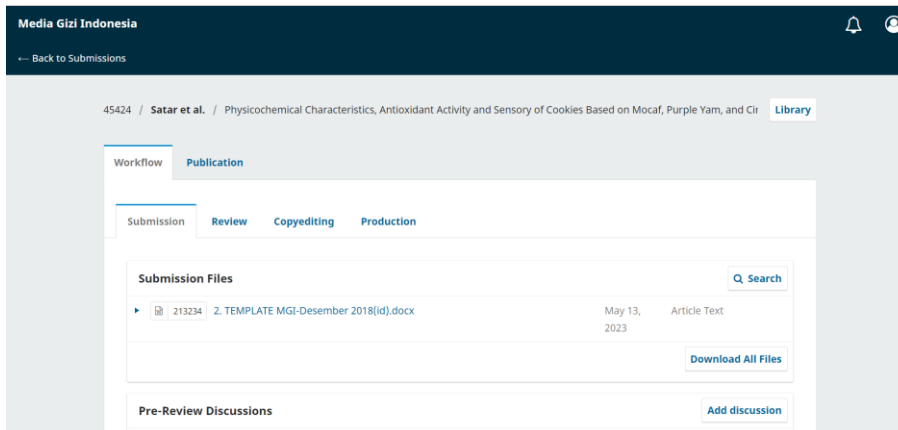 Media Gizi Indonesia
← Back to Submissions
45424 / Satar et al. / Physicochemical Characteristics, Antioxidant Activity and Sensory of Cookies Based on Mocaf, Purple Yam, and Cir
Library
Workflow Publication
Submission Review Copyediting Production
Submission Files
Search
213234 2. TEMPLATE MGI-Desember 2018(id).docx
May 13, 2023
Article Text
Download All Files
Pre-Review Discussions
Add discussion